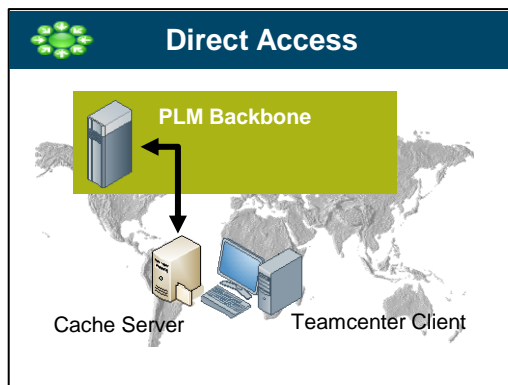 Direct Access
PLM Backbone
Cache Server
Teamcenter Client